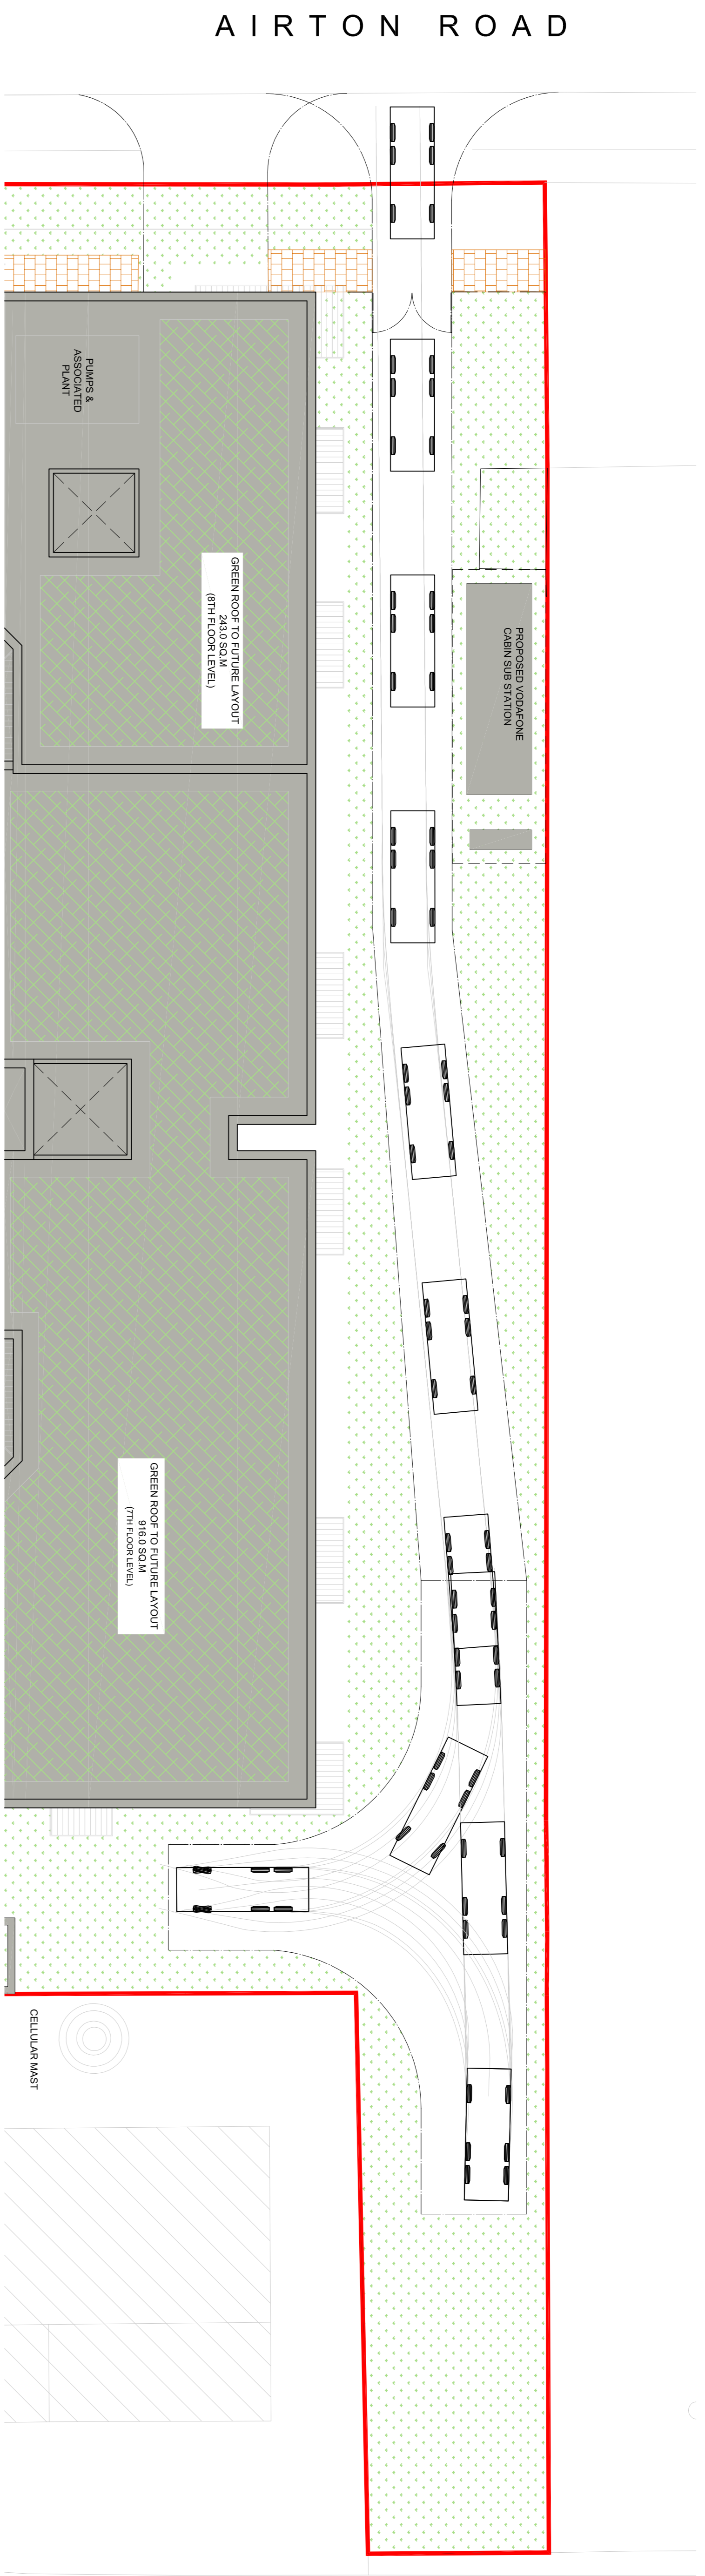 AIRTON ROAD
PUMPS &
ASSOCIATED
PLANT
GREEN ROOF TO FUTURE LAYOUT
243.0 SQ.M
(8TH FLOOR LEVEL)
PROPOSED VODAFONE
CABIN SUB STATION
GREEN ROOF TO FUTURE LAYOUT
916.0 SQ.M
(7TH FLOOR LEVEL)
CELLULAR MAST